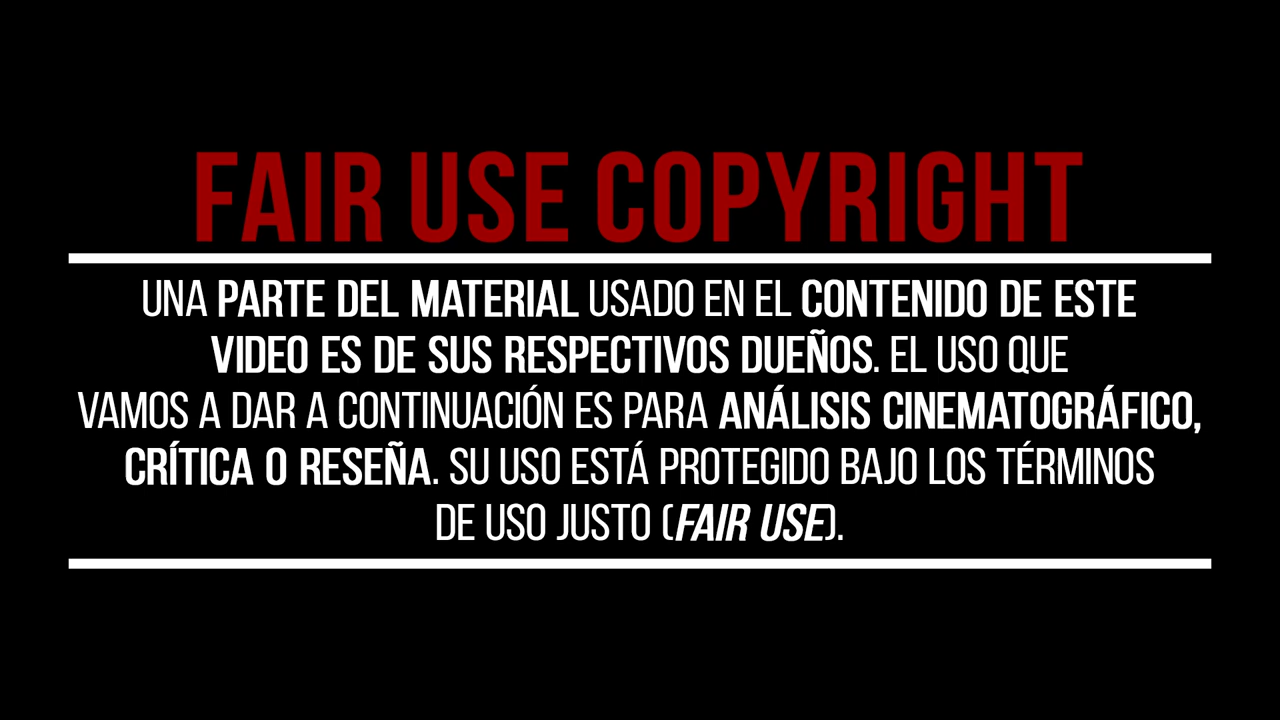 FAIR USE COPYRIGHT
UNA PARTE DEL MATERIAL USADO EN EL CONTENIDO DE ESTE
VIDEO ES DE SUS RESPECTIVOS DUEÑOS. EL USO QUE
VAMOS A DAR A CONTINUACIÓN ES PARA ANÁLISIS CINEMATOGRÁFICO,
CRÍTICA O RESEÑA. SU USO ESTÁ PROTEGIDO BAJO LOS TÉRMINOS
DE USO JUSTO (FAIR USE).